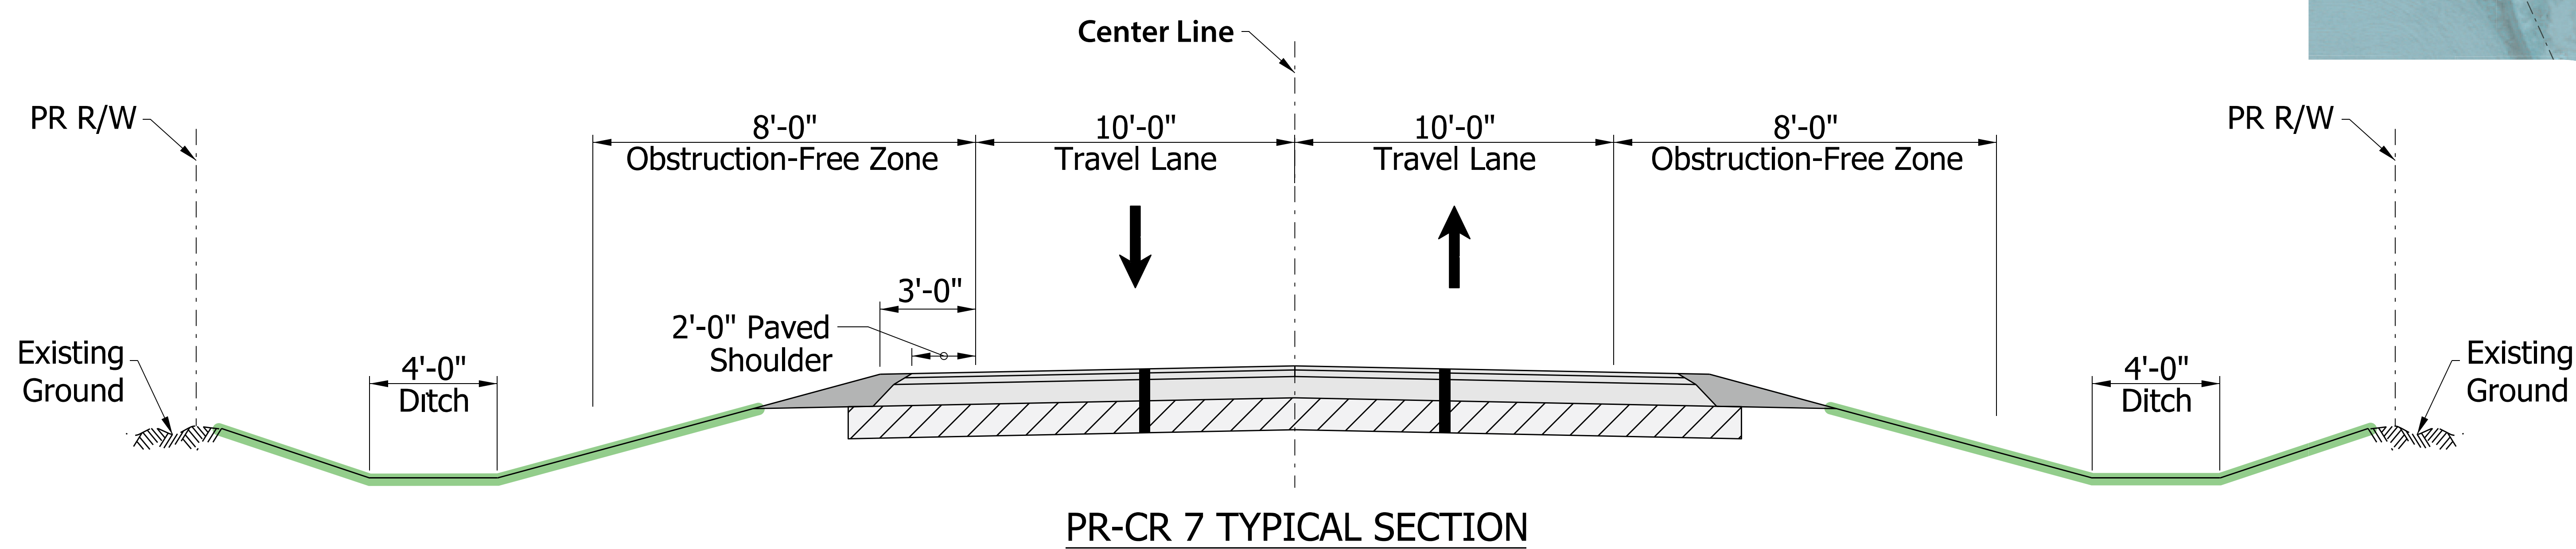 Center Line
PR R/W
8'-0"
Obstruction-Free Zone
10'-0"
Travel Lane
10'-0"
Travel Lane
8'-0"
Obstruction-Free Zone
PR R/W
3'-0"
2'-0" Paved
Shoulder
Existing
Ground
4'-0"
Ditch
4'-0"
Ditch
Existing
Ground
PR-CR 7 TYPICAL SECTION